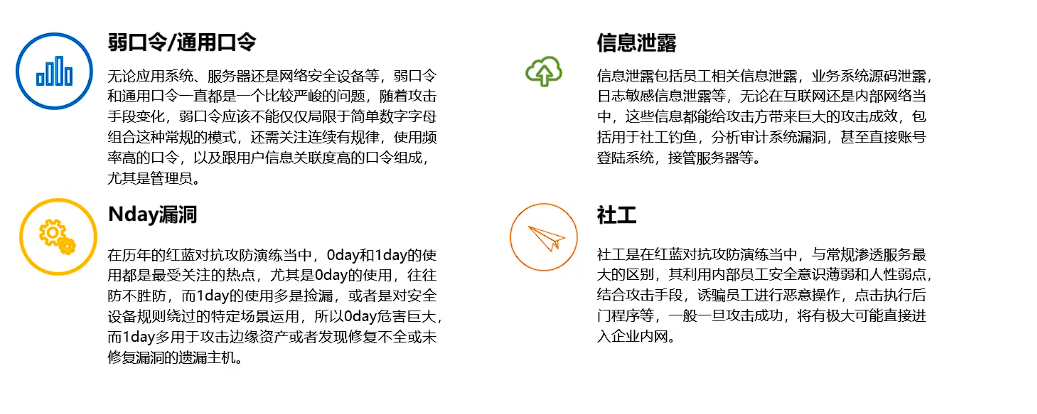 弱口令/通用口令
无论应用系统、服务器还是网络安全设备等，弱口令
和通用口令一直都是一个比较严峻的问题，随着攻击
手段变化，弱口令应该不能仅仅局限于简单数字字母
组合这种常规的模式，还需关注连续有规律，使用频
率高的口令，以及跟用户信息关联度高的口令组成，
尤其是管理员。
信息泄露
信息泄露包括员工相关信息泄露，业务系统源码泄露，
日志敏感信息泄露等，无论在互联网还是内部网络当
中，这些信息都能给攻击方带来巨大的攻击成效，包
括用于社工钓鱼，分析审计系统漏洞，甚至直接账号
登陆系统，接管服务器等。
Nday漏洞
在历年的红蓝对抗攻防演练当中，0day和1day的使
用都是最受关注的热点，尤其是0day的使用，往往
防不胜防，而1day的使用多是捡漏，或者是对安全
设备规则绕过的特定场景运用，所以0day危害巨大，
而1day多用于攻击边缘资产或者发现修复不全或未
修复漏洞的遗漏主机。
社工
社工是在红蓝对抗攻防演练当中，与常规渗透服务最
大的区别，其利用内部员工安全意识薄弱和人性弱点，
结合攻击手段，诱骗员工进行恶意操作，点击执行后
门程序等，一般一旦攻击成功，将有极大可能直接进
入企业内网。